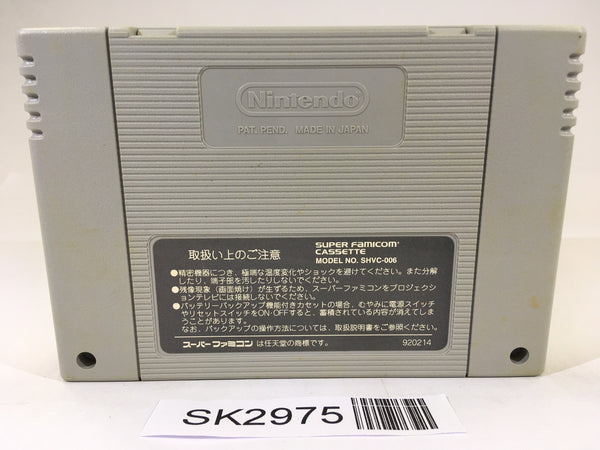 Nintendo
PAT. PEND. MADE IN JAPAN
取扱い上のご注意
SUPER Famicom
CASSETTE
MODEL NO. SHVC-006
●精密機器につき、極端な温度変化やショックを避けてください。また分解
したり、端子部を汚したりしないでください。
●残像現象（画面焼け）が生ずるため、スーパーファミコンをプロジェクシ
ョンテレビには接続しないでください。
●バッテリーバックアップ機能付きカセットの場合、むやみに電源スイッチ
やリセットスイッチをON・OFFすると、蓄積されている内容が消えてしま
うことがあります。
なお、バックアップの操作方法については、取扱説明書をご参照ください。
スーパーファミコン は任天堂の商標です。 920214
SK2975